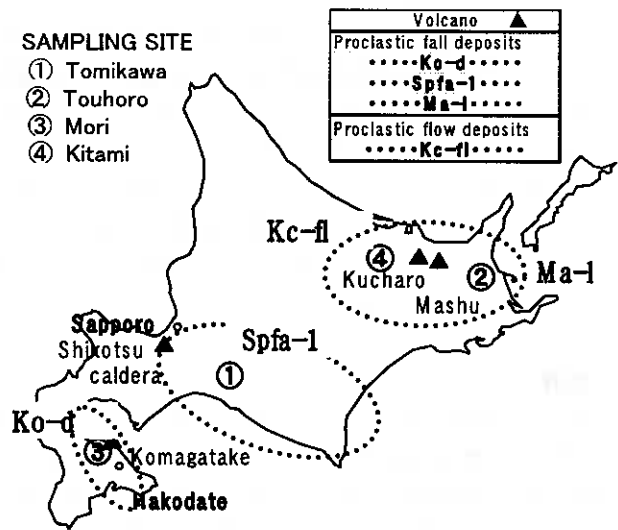 SAMPLING SITE
① Tomikawa
② Touhoro
③ Mori
④ Kitami
Volcano ▲
Proclastic fall deposits
·····Ko-d·····
·····Spfa-1·····
·····Ma-l·····
Proclastic flow deposits
·····Kc-fl·····
Kc-fl
④
Kucharo
②
Mashu
Ma-l
Sapporo
Shikotsu
caldera
Spfa-1
①
Ko-d
③
Komagatake
Hakodate